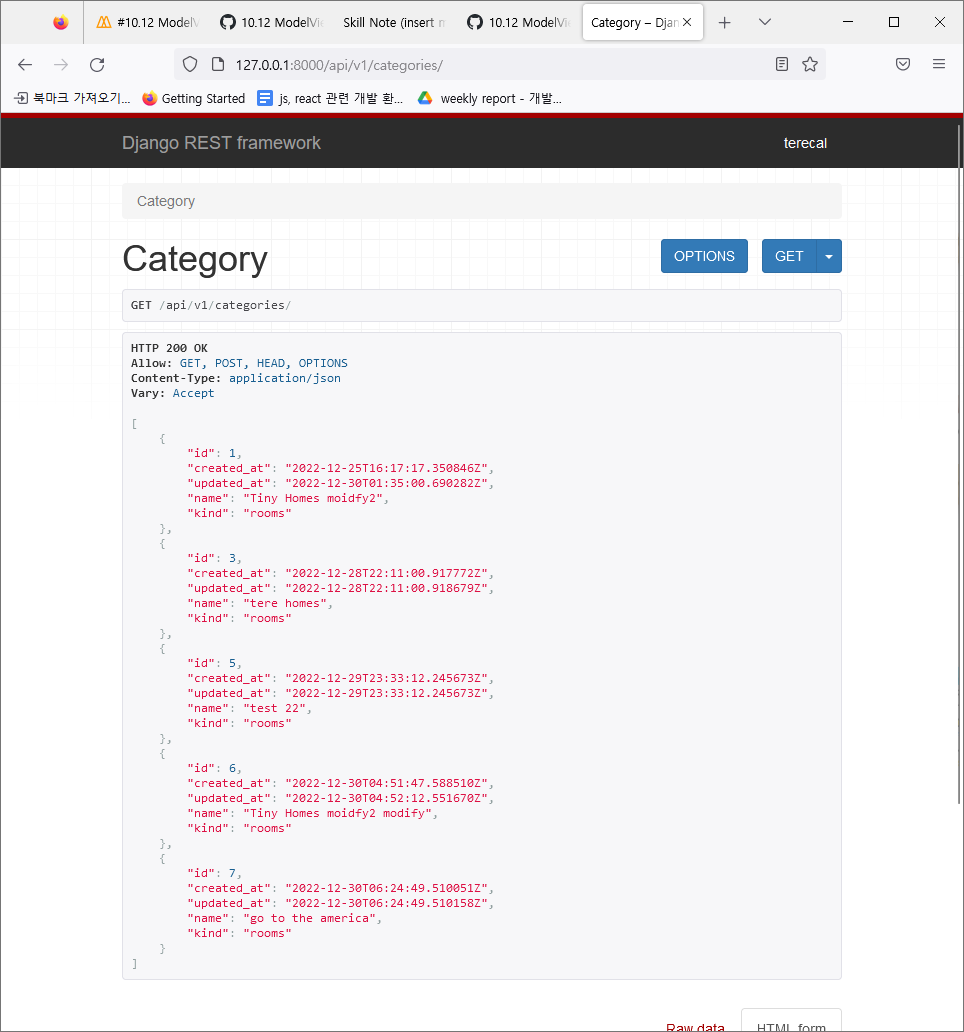 #10.12 ModelV
10.12 ModelVi
Skill Note (insert n
10.12 ModelVi
Category – Djan
127.0.0.1:8000/api/v1/categories/
북마크 가져오기...
Getting Started
js, react 관련 개발 환...
weekly report - 개발...
Django REST framework
terecal
Category
Category
OPTIONS
GET
GET /api/v1/categories/
HTTP 200 OK
Allow: GET, POST, HEAD, OPTIONS
Content-Type: application/json
Vary: Accept
[
    {
        "id": 1,
        "created_at": "2022-12-25T16:17:17.350846Z",
        "updated_at": "2022-12-30T01:35:00.690282Z",
        "name": "Tiny Homes moidfy2",
        "kind": "rooms"
    },
    {
        "id": 3,
        "created_at": "2022-12-28T22:11:00.917772Z",
        "updated_at": "2022-12-28T22:11:00.918679Z",
        "name": "tere homes",
        "kind": "rooms"
    },
    {
        "id": 5,
        "created_at": "2022-12-29T23:33:12.245673Z",
        "updated_at": "2022-12-29T23:33:12.245673Z",
        "name": "test 22",
        "kind": "rooms"
    },
    {
        "id": 6,
        "created_at": "2022-12-30T04:51:47.588510Z",
        "updated_at": "2022-12-30T04:52:12.551670Z",
        "name": "Tiny Homes moidfy2 modify",
        "kind": "rooms"
    },
    {
        "id": 7,
        "created_at": "2022-12-30T06:24:49.510051Z",
        "updated_at": "2022-12-30T06:24:49.510158Z",
        "name": "go to the america",
        "kind": "rooms"
    }
]
Raw data
HTML form